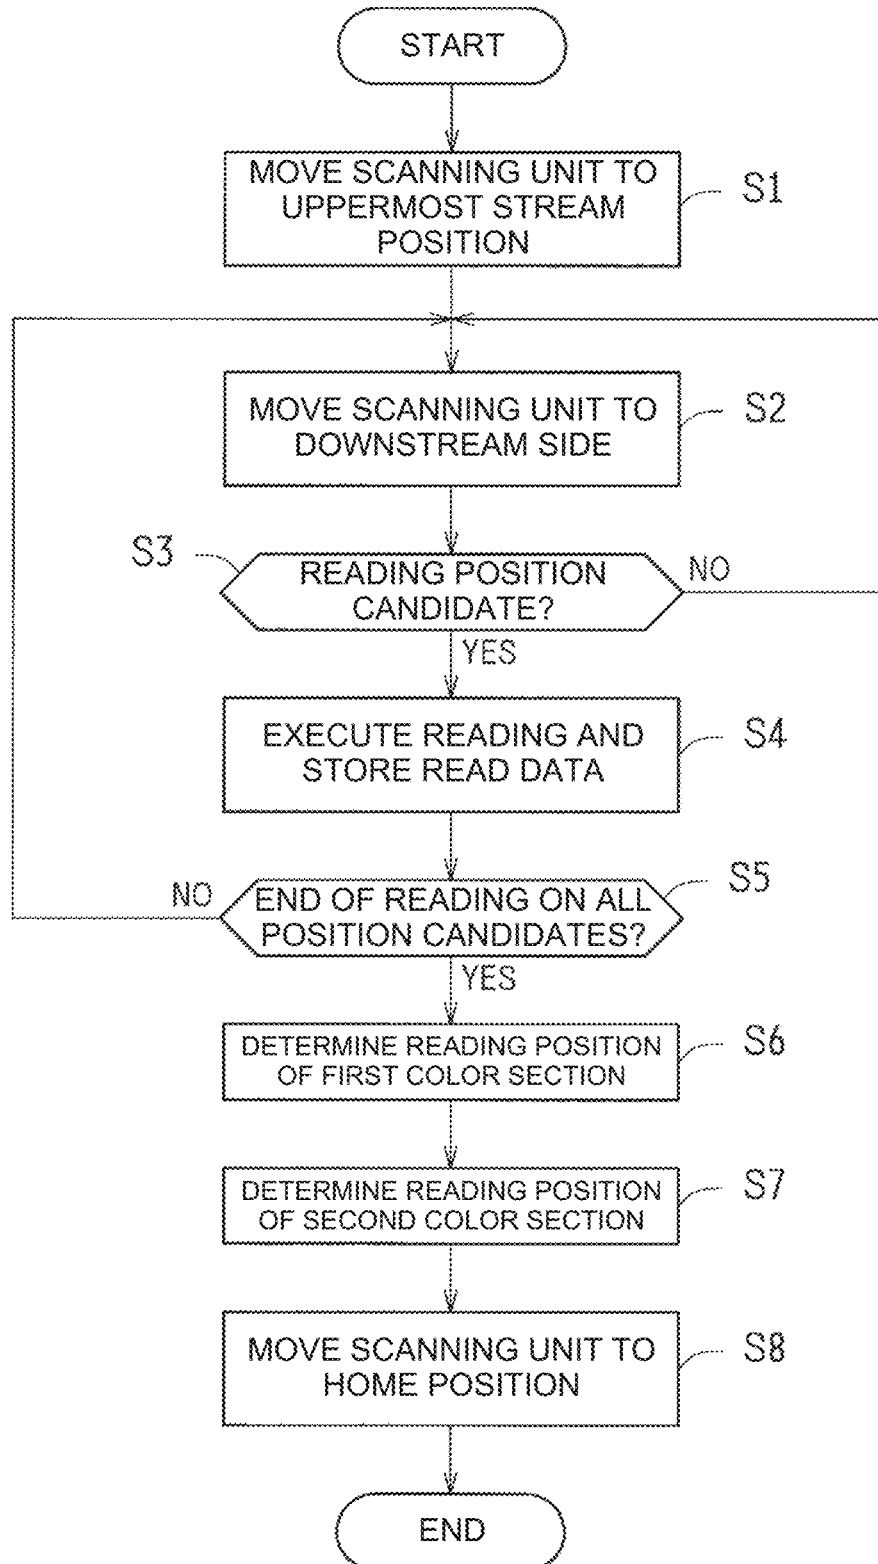 START
MOVE SCANNING UNIT TO
UPPERMOST STREAM
POSITION
S1
MOVE SCANNING UNIT TO
DOWNSTREAM SIDE
S2
S3
READING POSITION
CANDIDATE?
NO
YES
EXECUTE READING AND
STORE READ DATA
S4
NO
END OF READING ON ALL
POSITION CANDIDATES?
S5
YES
DETERMINE READING POSITION
OF FIRST COLOR SECTION
S6
DETERMINE READING POSITION
OF SECOND COLOR SECTION
S7
MOVE SCANNING UNIT TO
HOME POSITION
S8
END